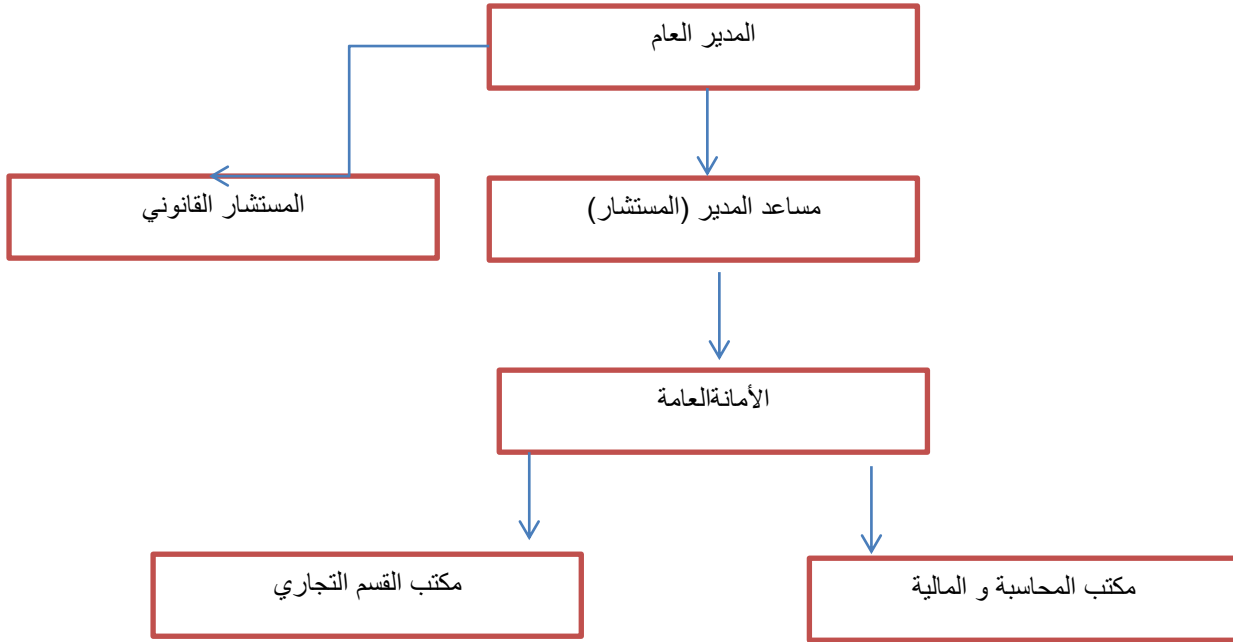 المدير العام
مساعد المدير (المستشار)
المستشار القانوني
الأمانةالعامة
مكتب المحاسبة و المالية
مكتب القسم التجاري